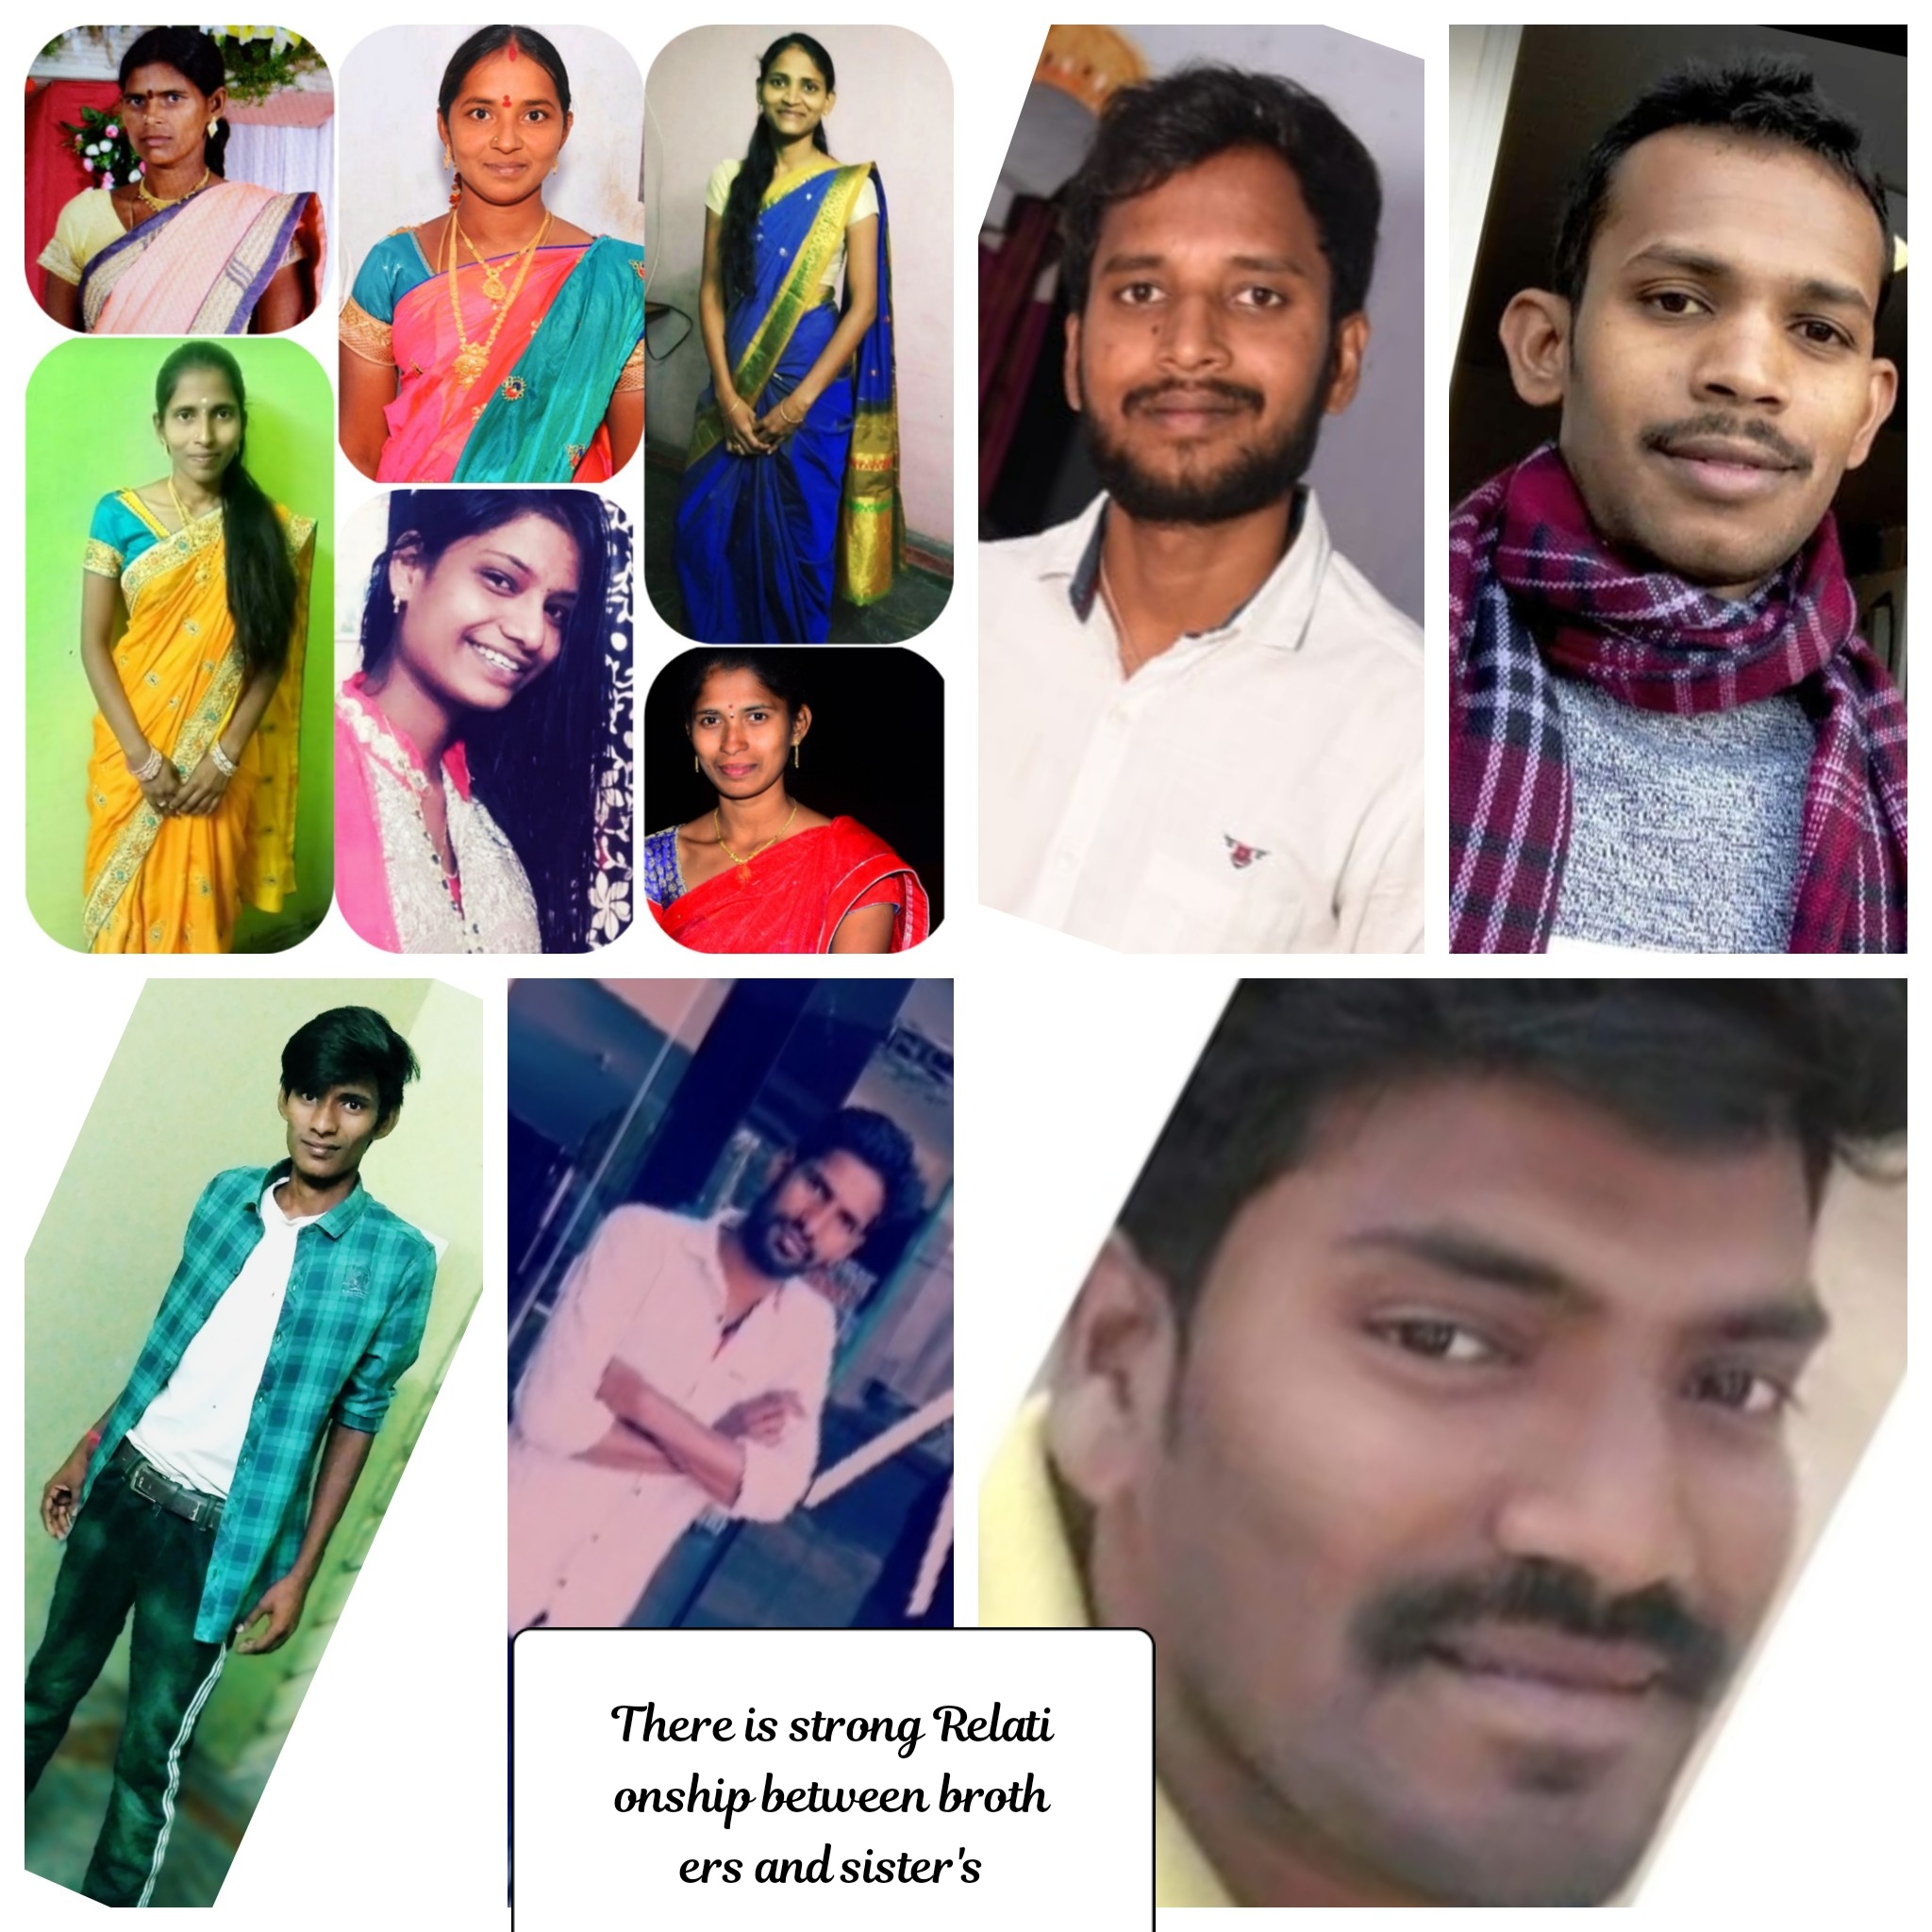 There is strong Relati
onship between broth
ers and sister's